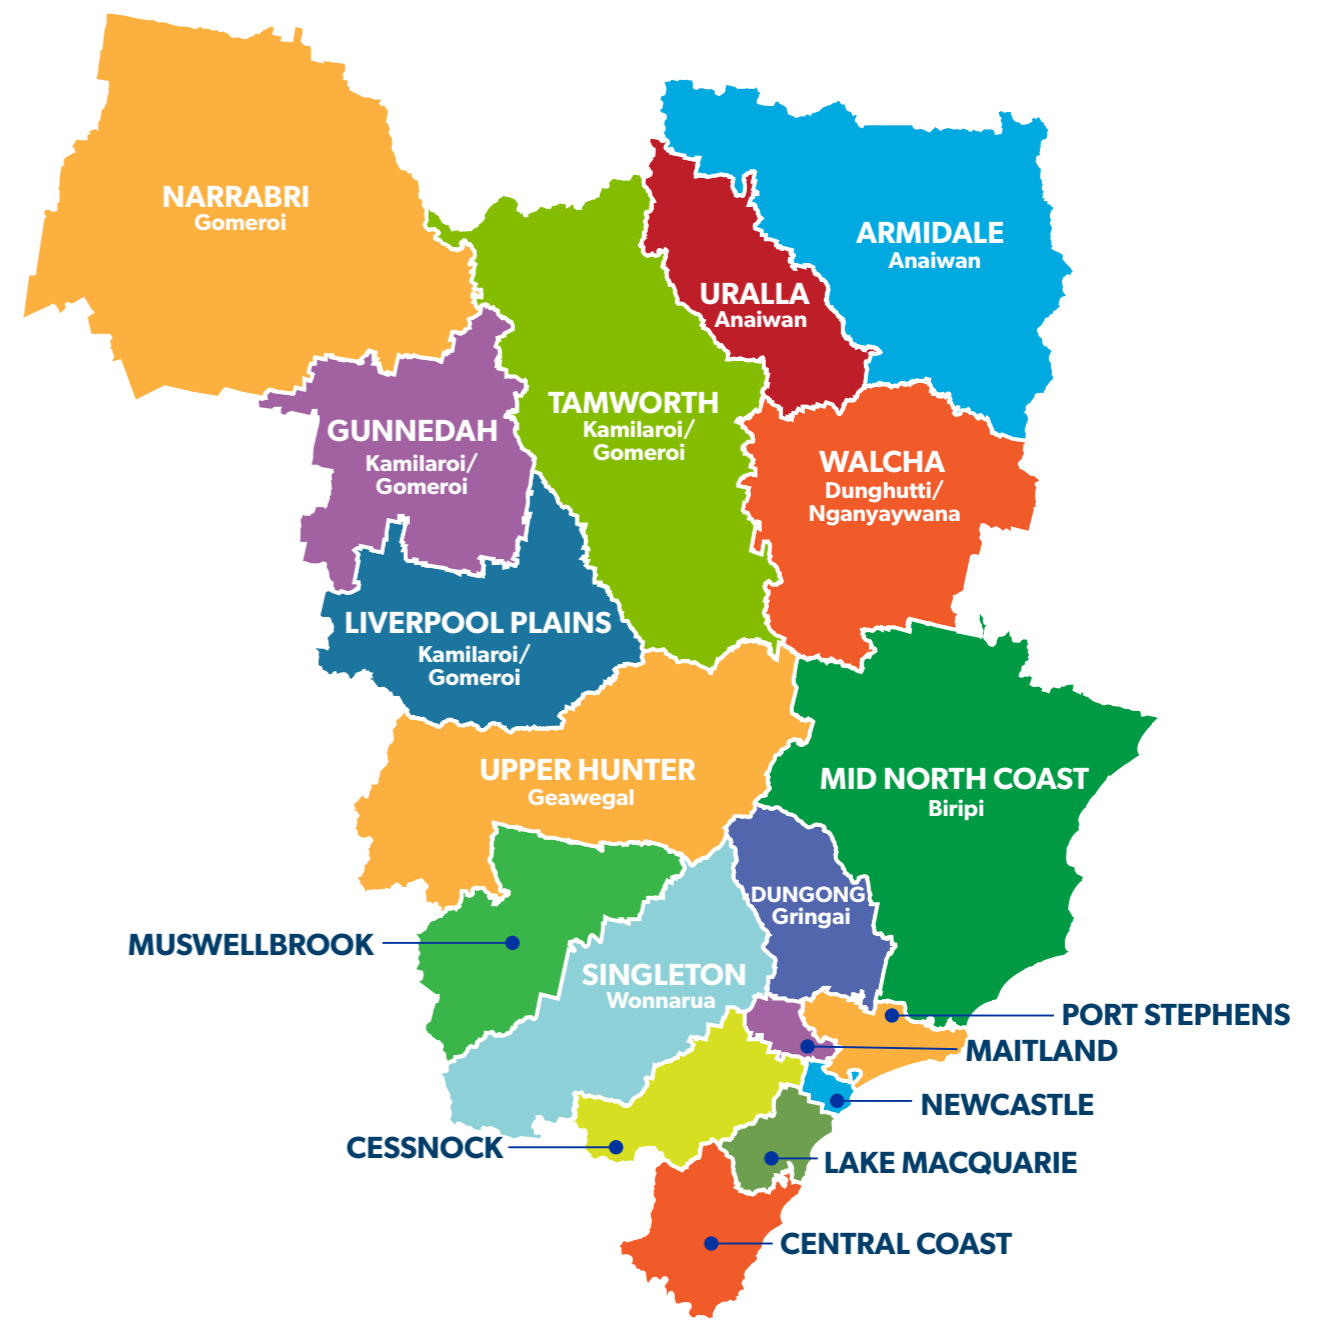 NARRABRI
Gomeroi
ARMIDALE
Anaiwan
URALLA
Anaiwan
TAMWORTH
Kamilaroi/
Gomeroi
GUNNEDAH
Kamilaroi/
Gomeroi
WALCHA
Dunghutti/
Nganyaywana
LIVERPOOL PLAINS
Kamilaroi/
Gomeroi
UPPER HUNTER
Geawegal
MID NORTH COAST
Biripi
DUNGONG
Gringai
MUSWELLBROOK
SINGLETON
Wonnarua
PORT STEPHENS
MAITLAND
NEWCASTLE
CESSNOCK
LAKE MACQUARIE
CENTRAL COAST